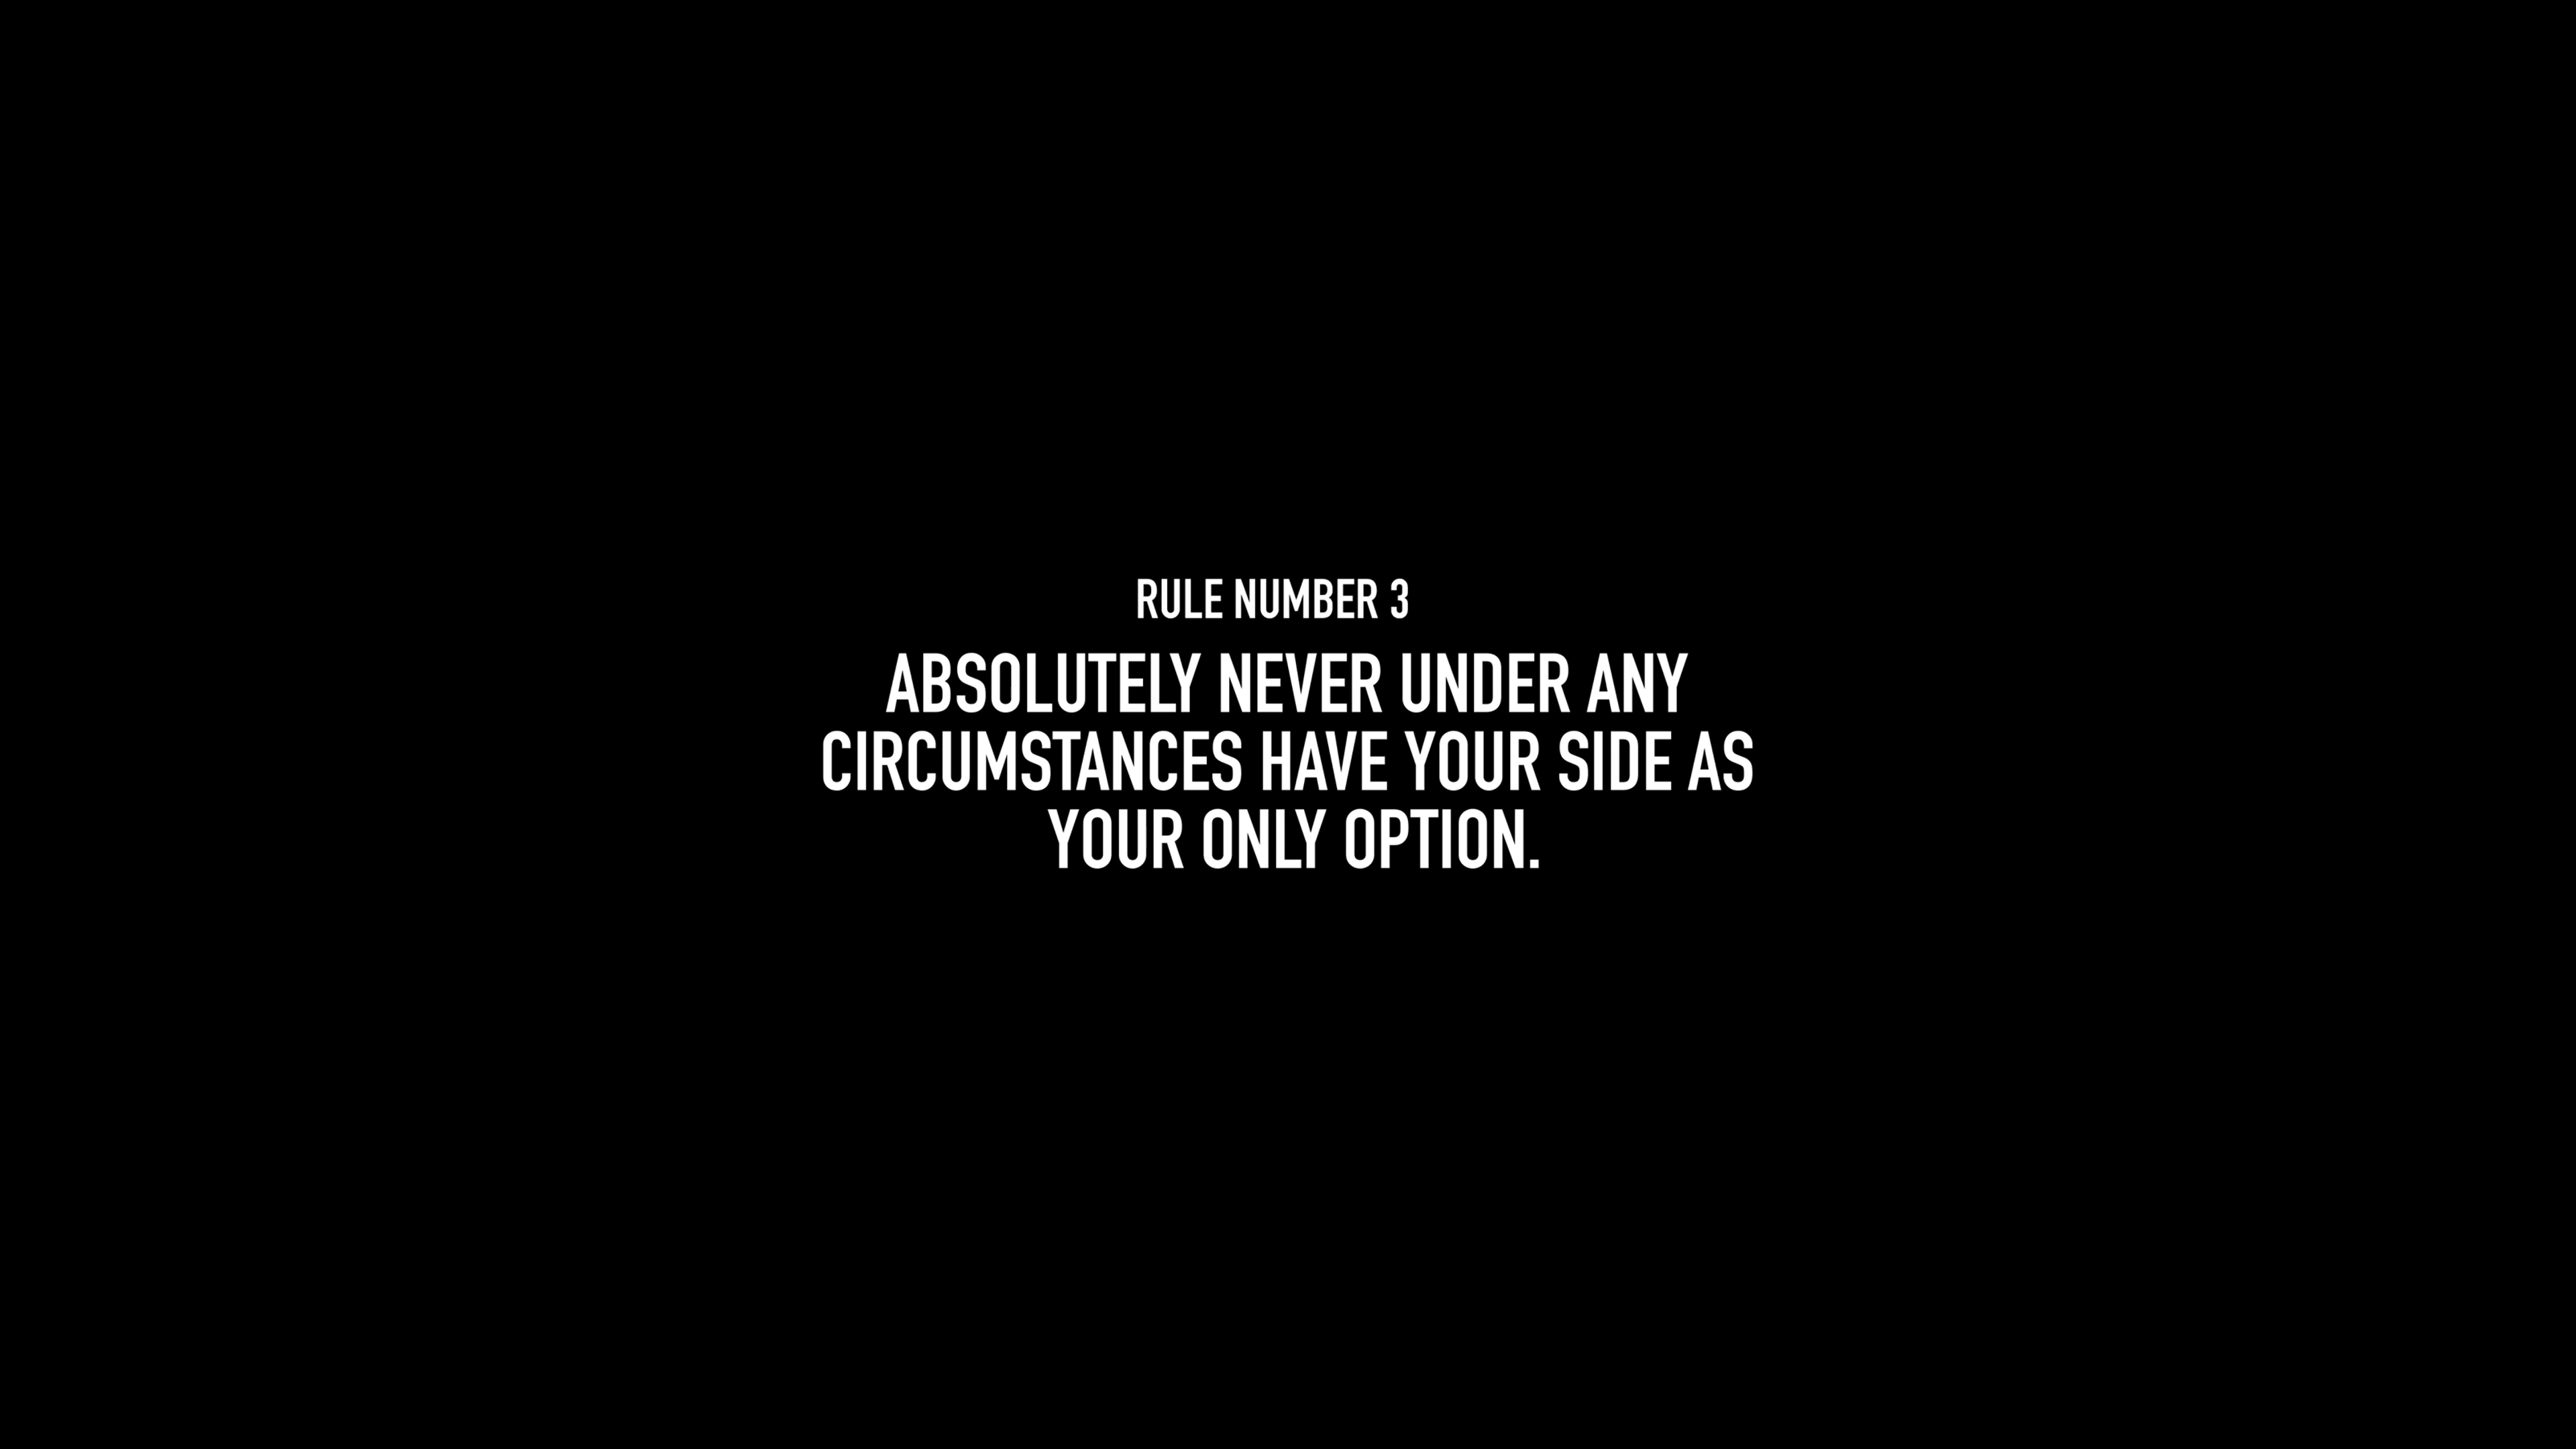 RULE NUMBER 3
ABSOLUTELY NEVER UNDER ANY
CIRCUMSTANCES HAVE YOUR SIDE AS
YOUR ONLY OPTION.